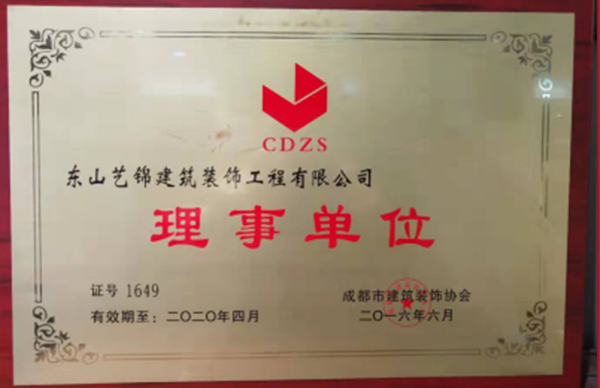 CDZS
东山艺锦建筑装饰工程有限公司
理事单位
证号 1649
有效期至：二〇二〇年四月
成都市建筑装饰协会
二〇一六年六月